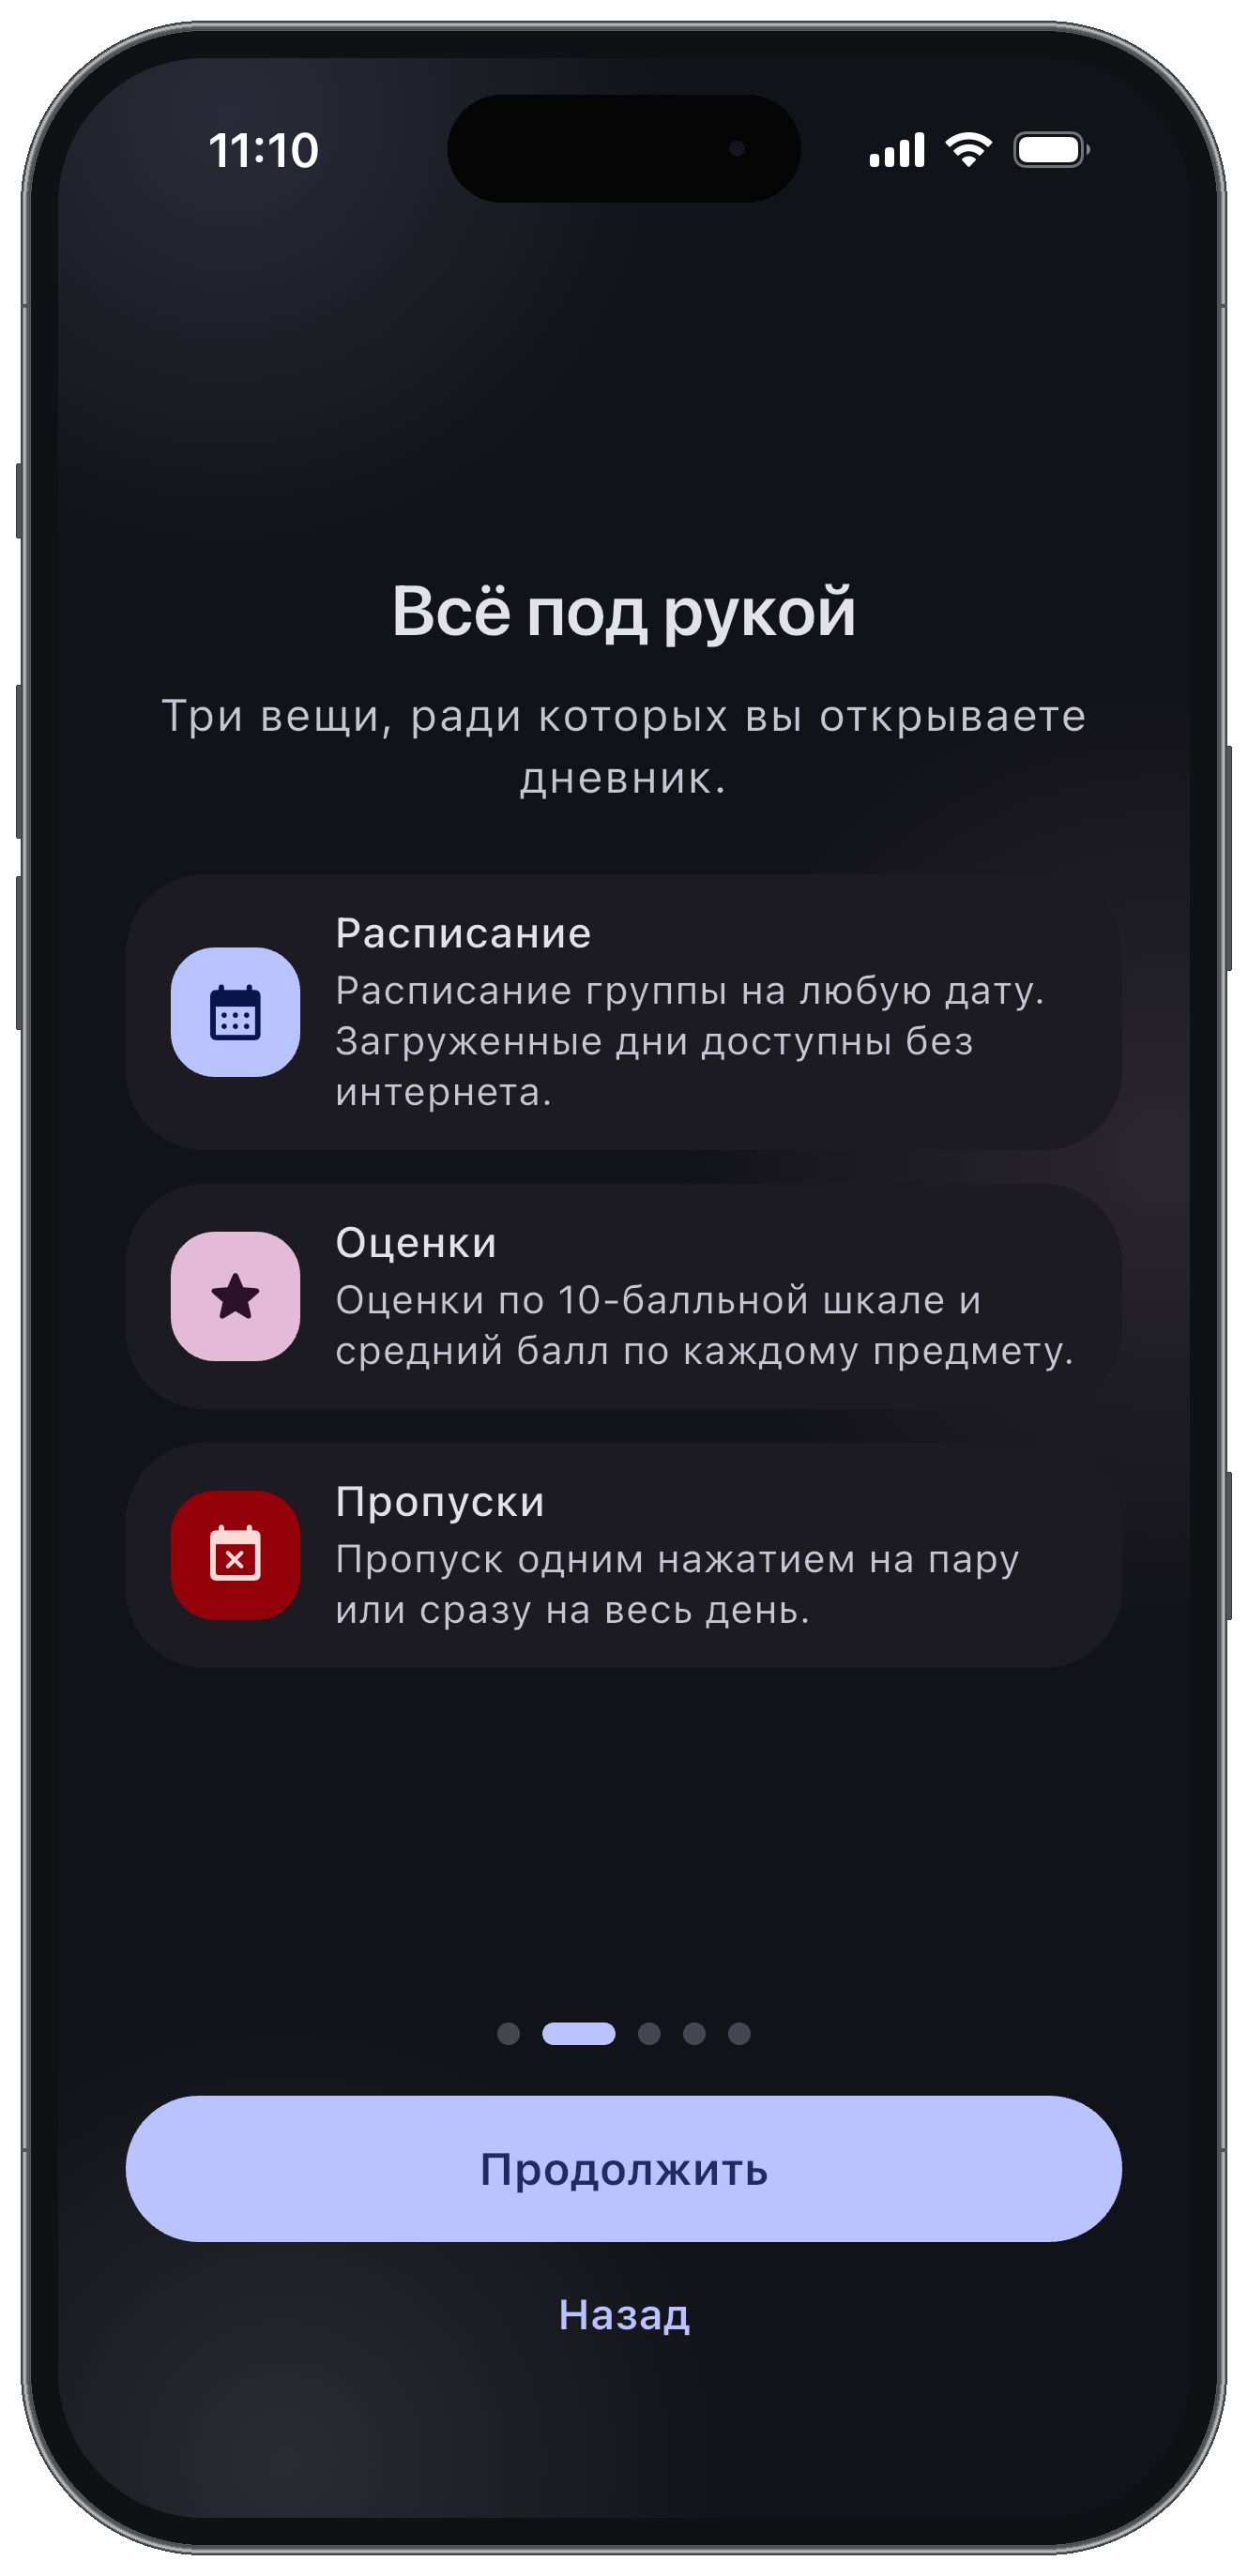 11:10
Всё под рукой
Три вещи, ради которых вы открываете
дневник.
Расписание
Расписание группы на любую дату.
Загруженные дни доступны без
интернета.
Оценки
Оценки по 10-балльной шкале и
средний балл по каждому предмету.
Пропуски
Пропуск одним нажатием на пару
или сразу на весь день.
Продолжить
Назад